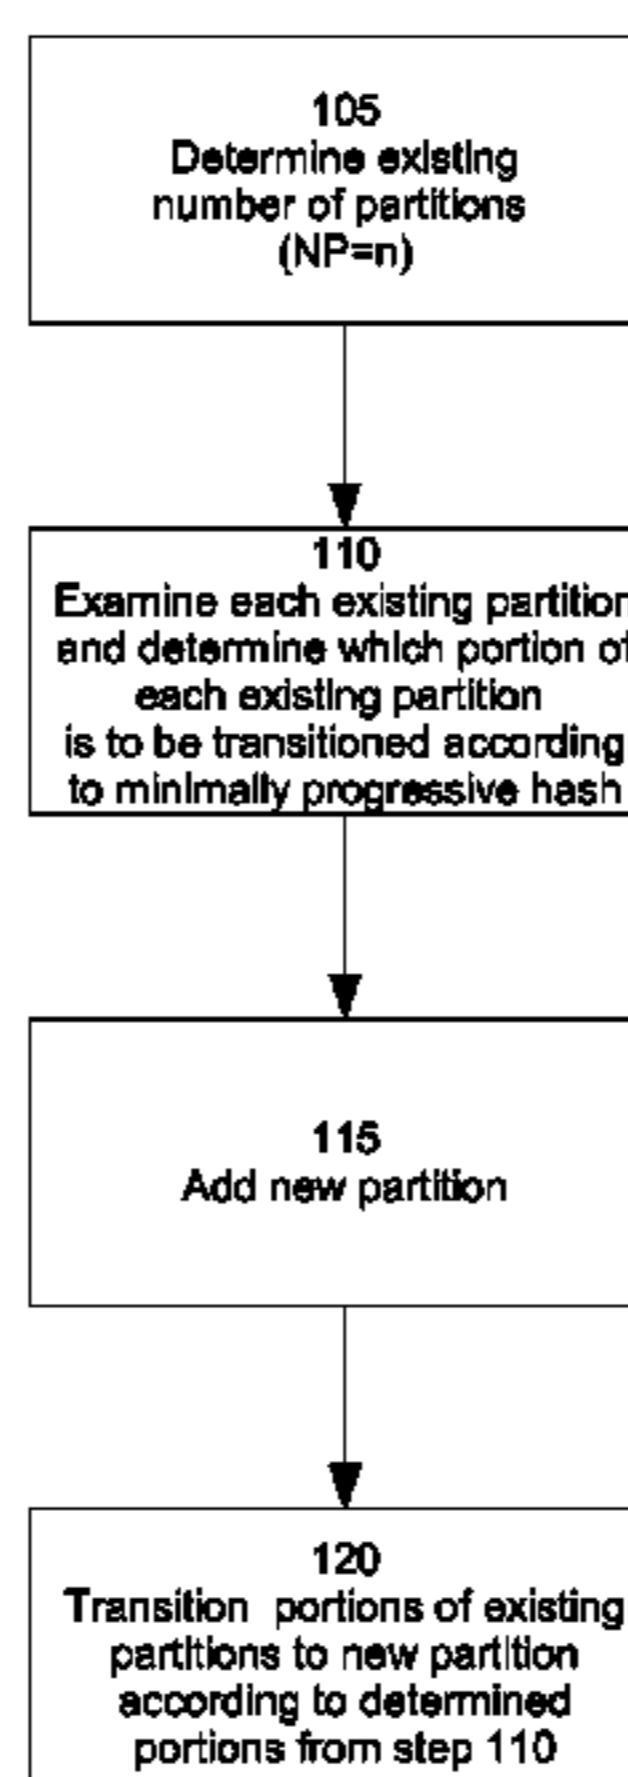 105
Determine existing
number of partitions
(NP=n)
110
Examine each existing partition
and determine which portion of
each existing partition
is to be transitioned according
to minimally progressive hash
115
Add new partition
120
Transition portions of existing
partitions to new partition
according to determined
portions from step 110